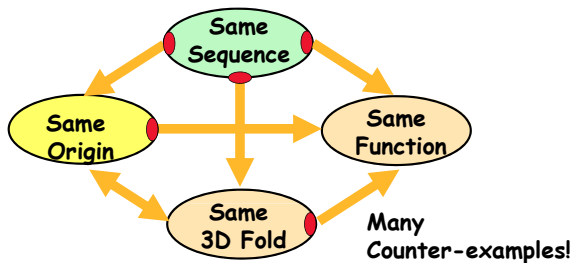 Same
Sequence
Same
Origin
Same
Function
Same
3D Fold
Many
Counter-examples!